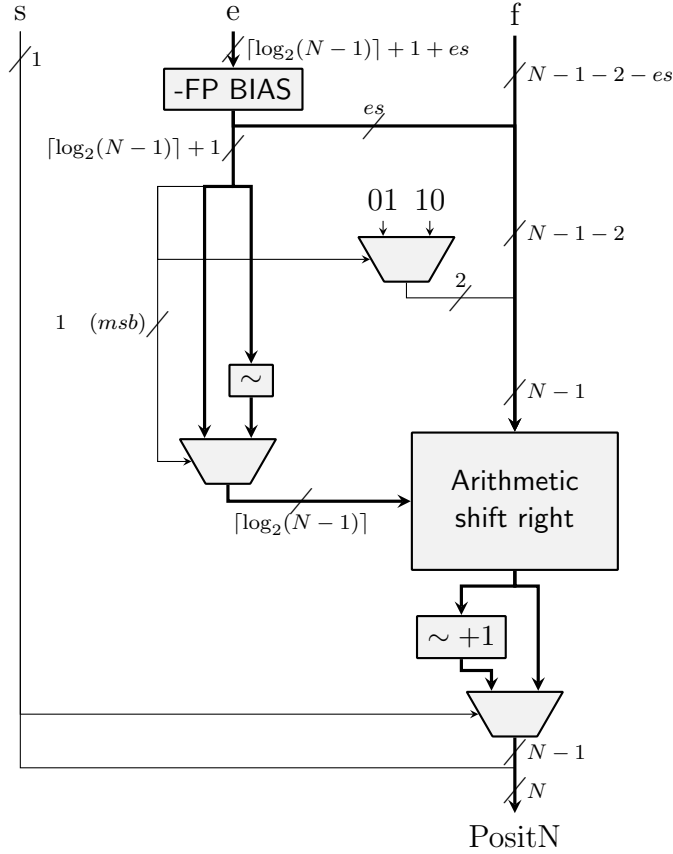 s e f
1
⌈log₂(N−1)⌉+1+es
N−1−2−es
-FP BIAS
es
⌈log₂(N−1)⌉+1
01 10
N−1−2
2
1 (msb)
∼
N−1
Arithmetic
shift right
⌈log₂(N−1)⌉
∼ +1
N−1
N
PositN